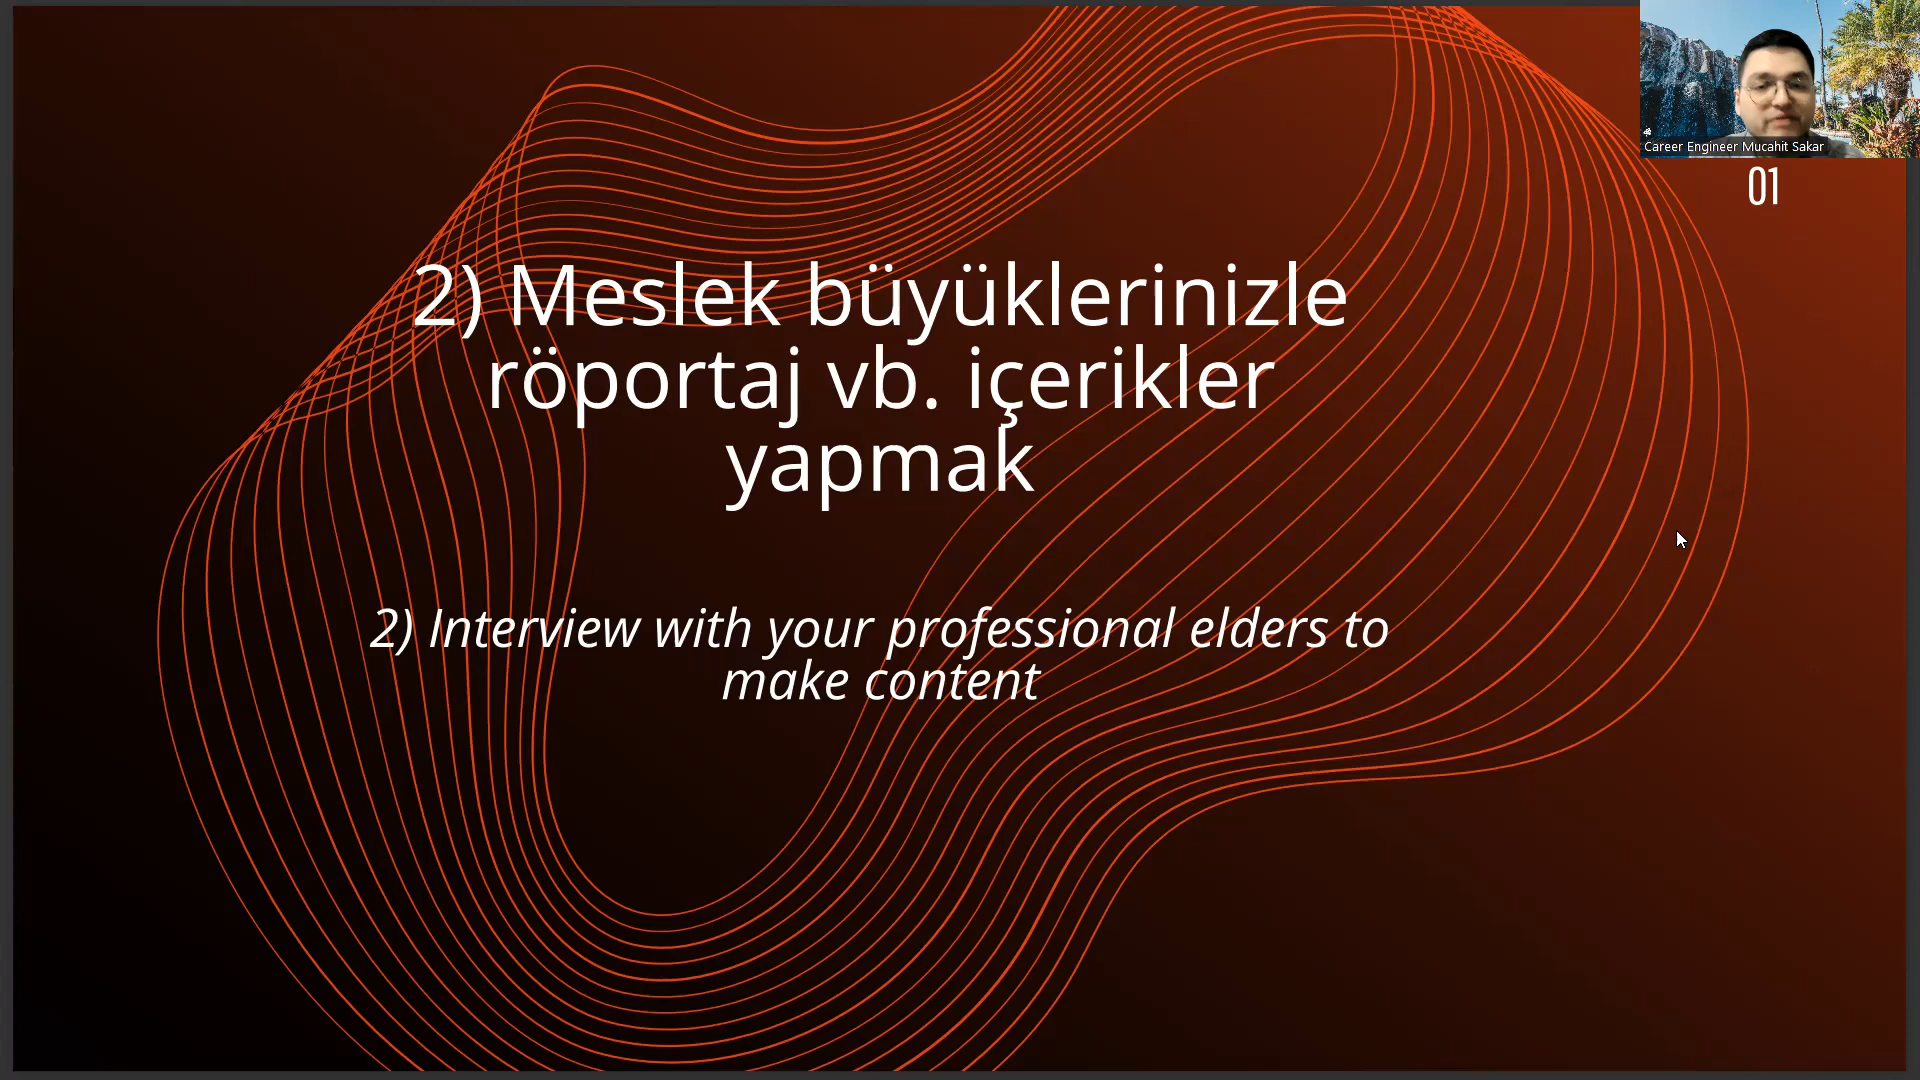 Career Engineer Mucahit Sakar
01
2) Meslek büyüklerinizle
röportaj vb. içerikler
yapmak
2) Interview with your professional elders to
make content